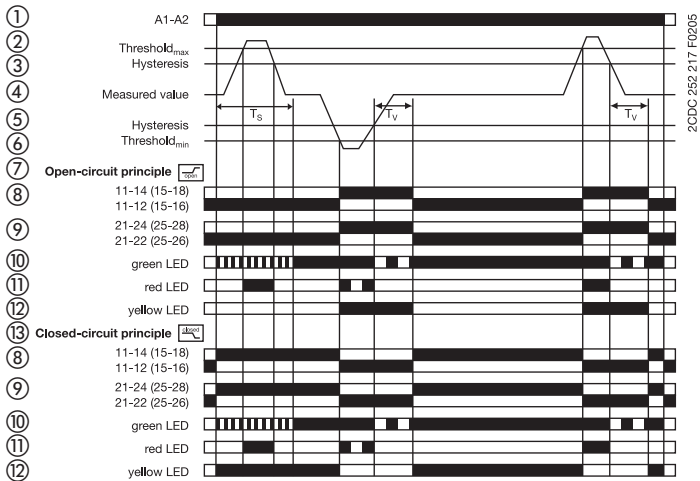 ① A1-A2
② Threshold max
③ Hysteresis
④ Measured value
TS TV TV
⑤ Hysteresis
⑥ Threshold min
⑦ Open-circuit principle open
⑧ 11-14 (15-18)
11-12 (15-16)
⑨ 21-24 (25-28)
21-22 (25-26)
⑩ green LED
⑪ red LED
⑫ yellow LED
⑬ Closed-circuit principle closed
⑧ 11-14 (15-18)
11-12 (15-16)
⑨ 21-24 (25-28)
21-22 (25-26)
⑩ green LED
⑪ red LED
⑫ yellow LED
2CDC 252 217 F0205